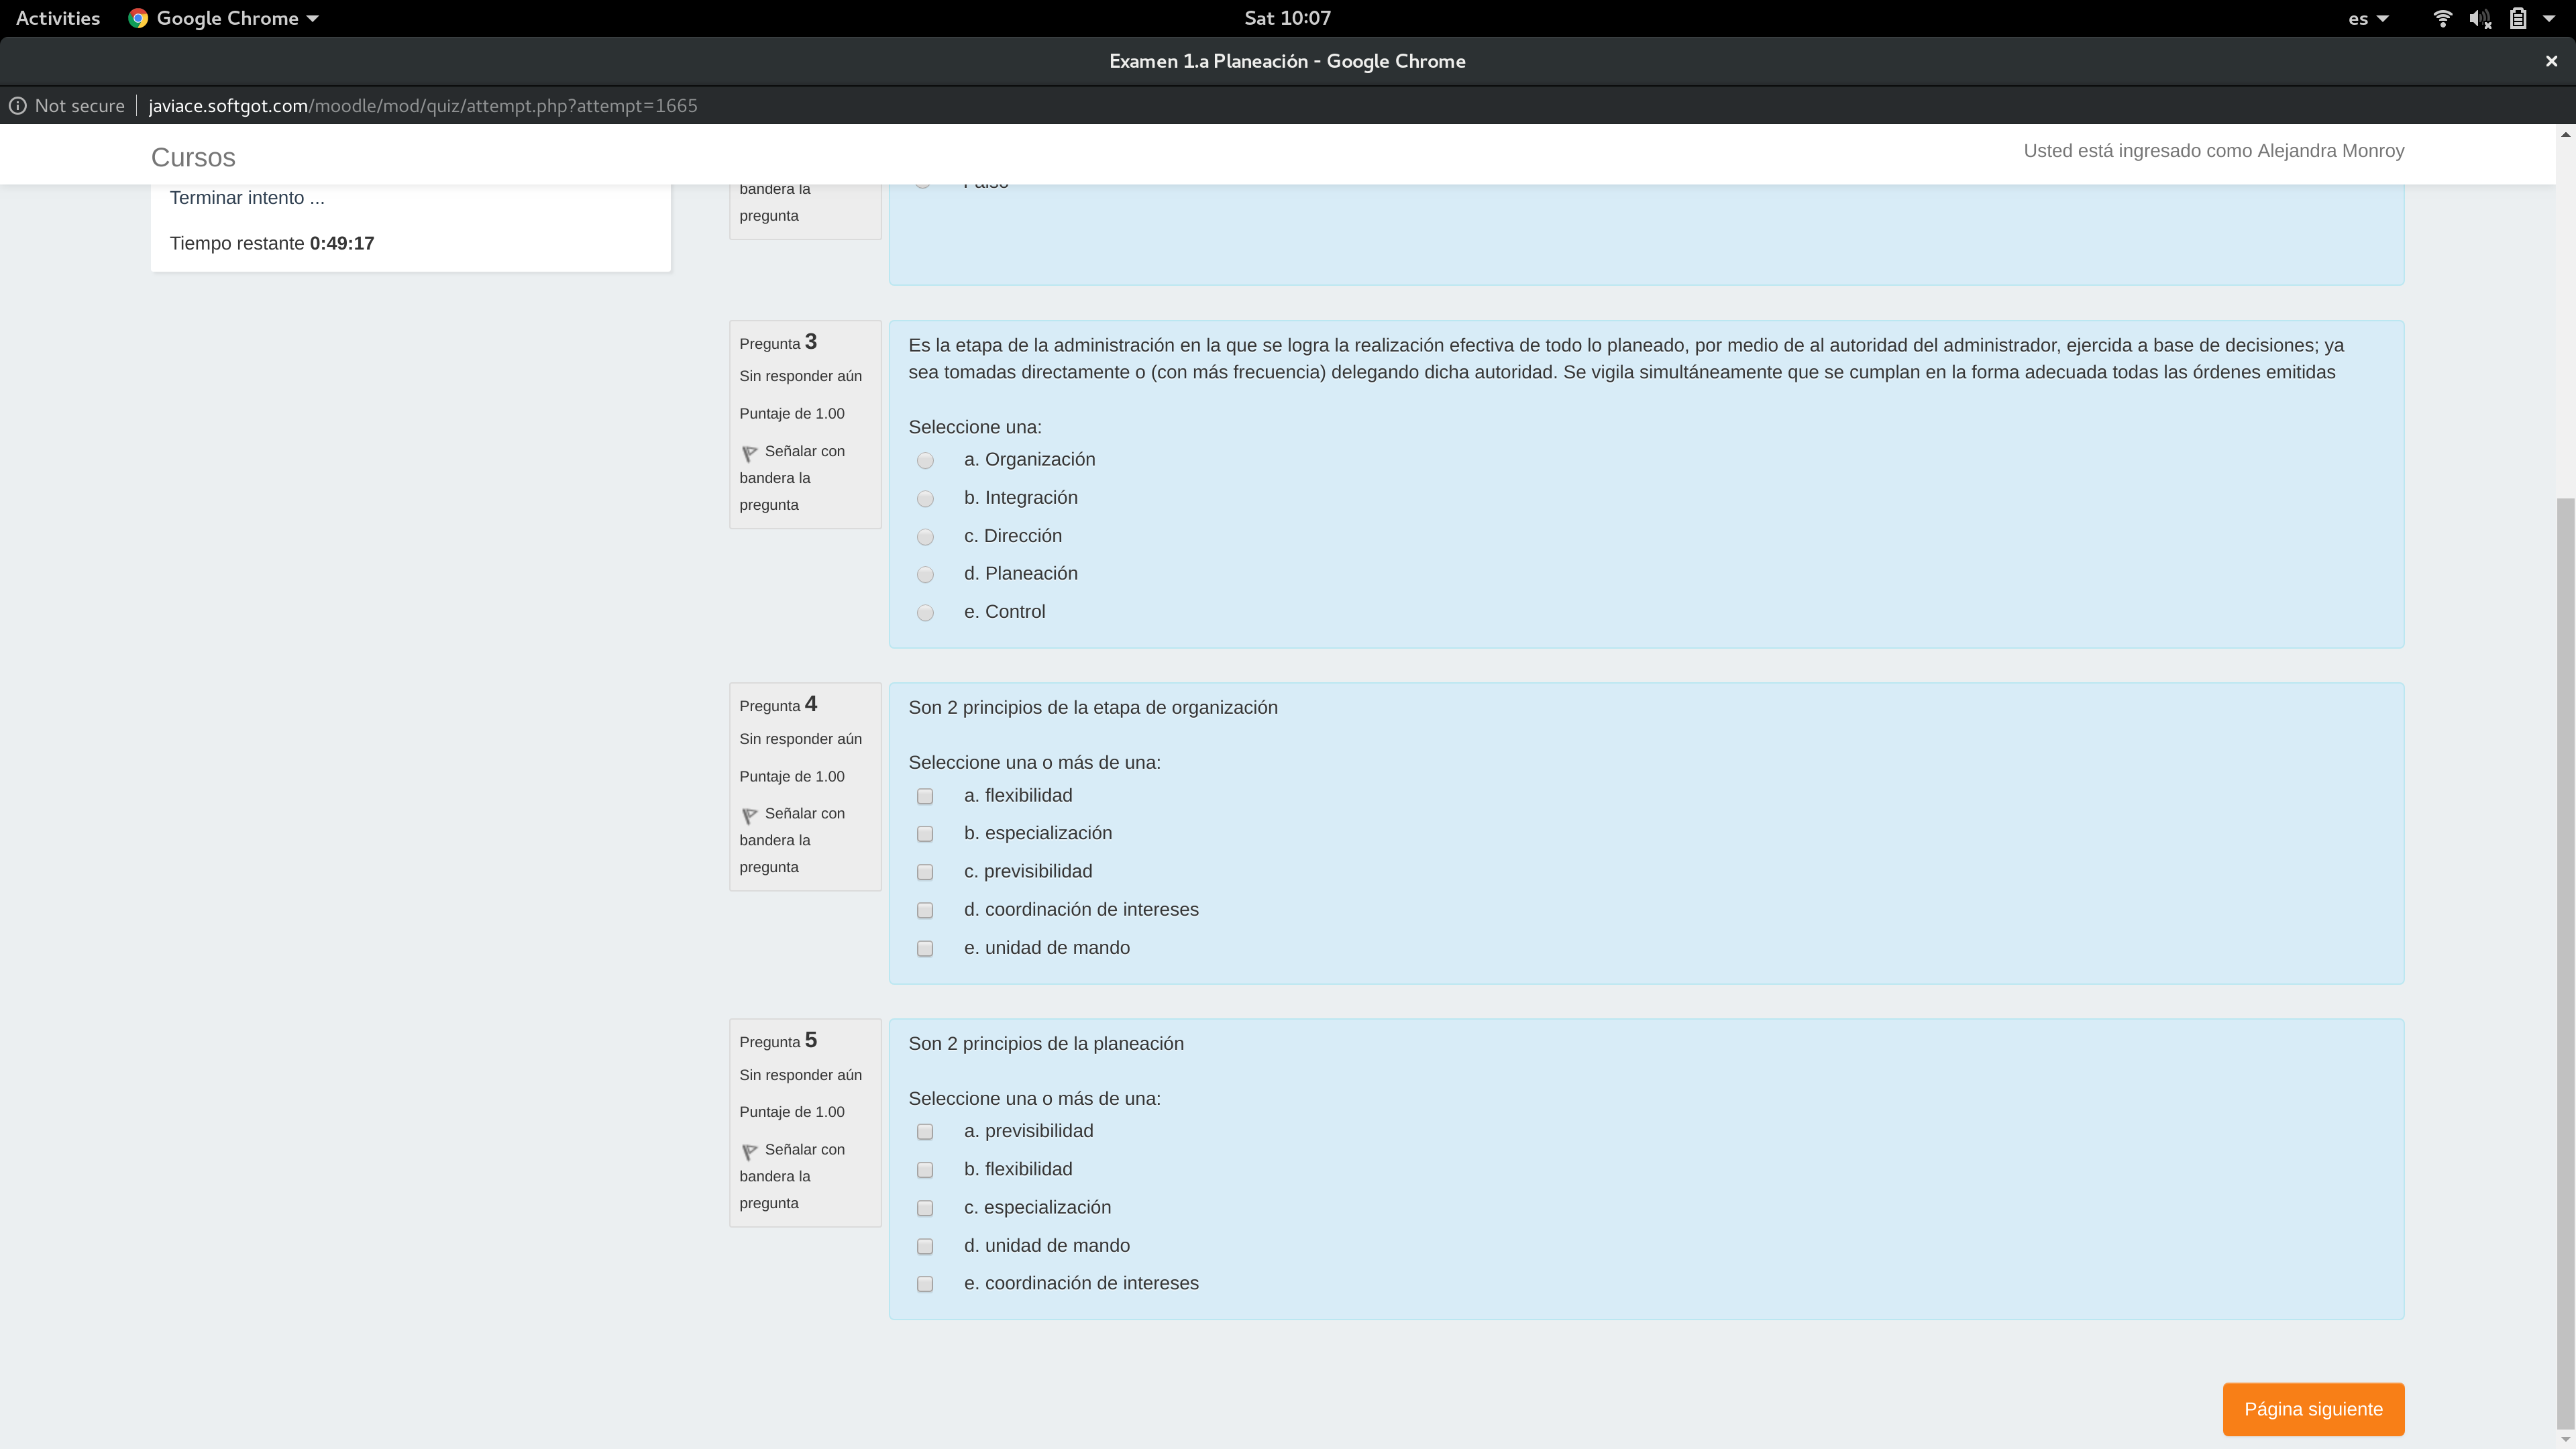 Activities
Google Chrome
Sat 10:07
es
Examen 1.a Planeación - Google Chrome
Not secure
javiace.softgot.com/moodle/mod/quiz/attempt.php?attempt=1665
Cursos
Usted está ingresado como Alejandra Monroy
Terminar intento ...
Tiempo restante 0:49:17
bandera la
pregunta
Pregunta 3
Sin responder aún
Puntaje de 1.00
Señalar con
bandera la
pregunta
Es la etapa de la administración en la que se logra la realización efectiva de todo lo planeado, por medio de al autoridad del administrador, ejercida a base de decisiones; ya
sea tomadas directamente o (con más frecuencia) delegando dicha autoridad. Se vigila simultáneamente que se cumplan en la forma adecuada todas las órdenes emitidas
Seleccione una:
a. Organización
b. Integración
c. Dirección
d. Planeación
e. Control
Pregunta 4
Sin responder aún
Puntaje de 1.00
Señalar con
bandera la
pregunta
Son 2 principios de la etapa de organización
Seleccione una o más de una:
a. flexibilidad
b. especialización
c. previsibilidad
d. coordinación de intereses
e. unidad de mando
Pregunta 5
Sin responder aún
Puntaje de 1.00
Señalar con
bandera la
pregunta
Son 2 principios de la planeación
Seleccione una o más de una:
a. previsibilidad
b. flexibilidad
c. especialización
d. unidad de mando
e. coordinación de intereses
Página siguiente